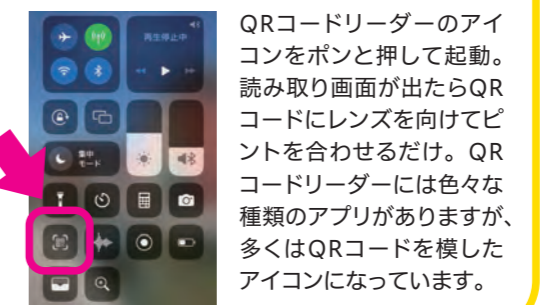 再生停止中
集中
モード
QRコードリーダーのアイ
コンをポンと押して起動。
読み取り画面が出たらQR
コードにレンズを向けてピ
ントを合わせるだけ。QR
コードリーダーには色々な
種類のアプリがありますが、
多くはQRコードを模した
アイコンになっています。